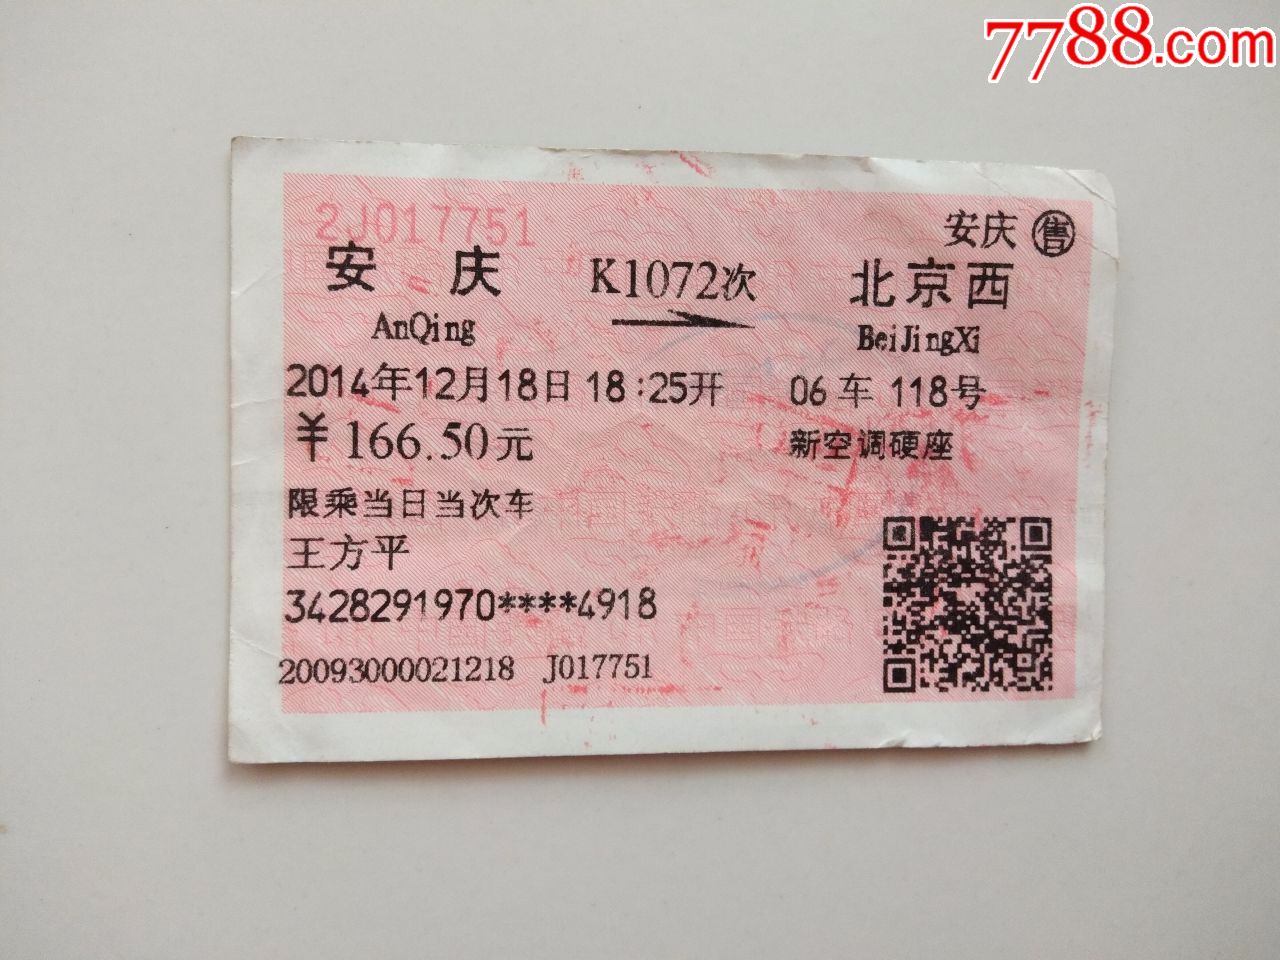 7788.com
2J017751
安庆 售
安庆 K1072次 北京西
AnQing BeiJingXi
2014年12月18日 18:25开 06车 118号
¥166.50元 新空调硬座
限乘当日当次车
王方平
3428291970****4918
20093000021218 J017751